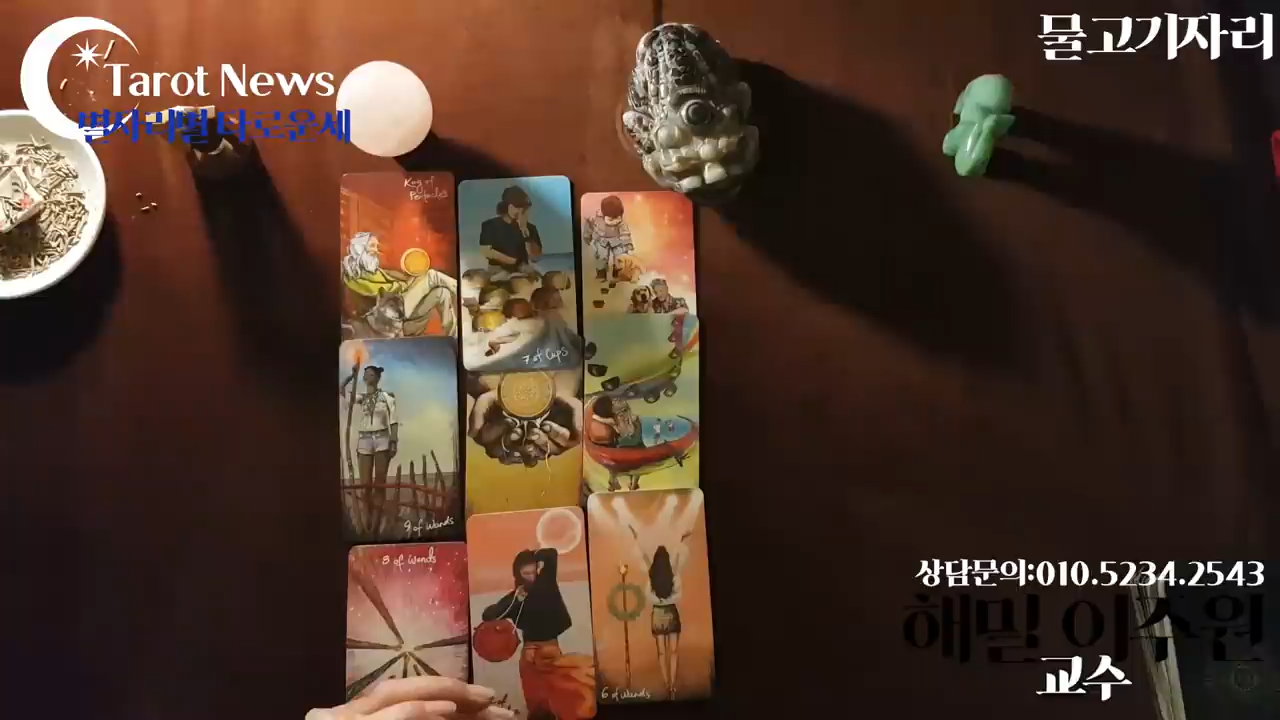 물고기자리
Tarot News
별자리별 타로운세
King of
Pentacles
7 of Cups
9 of Wands
8 of Wands
6 of Wands
상담문의:010.5234.2543
해밀 이수원
교수